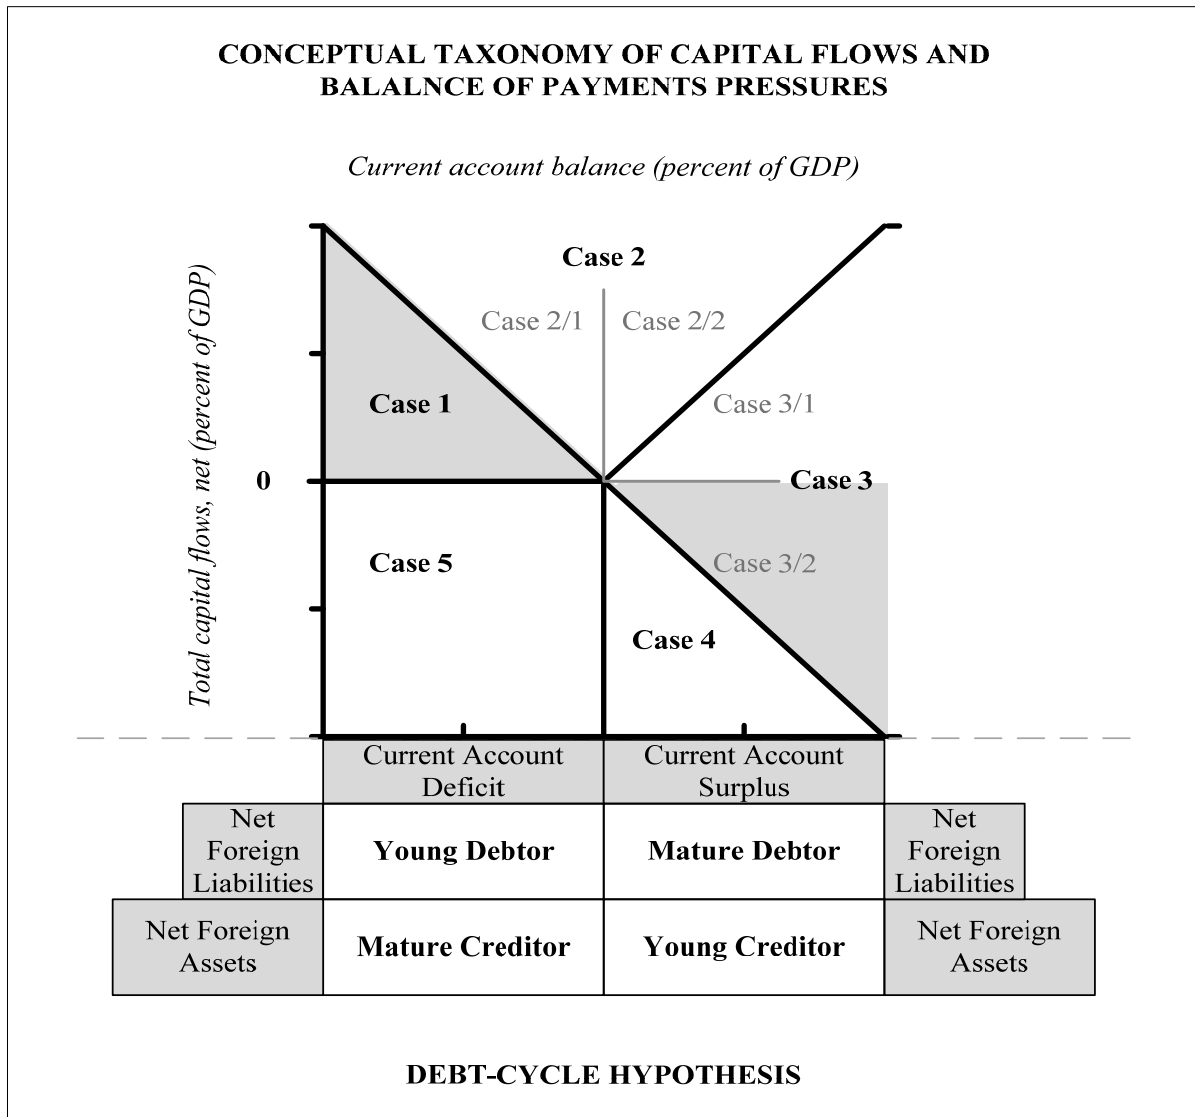 CONCEPTUAL TAXONOMY OF CAPITAL FLOWS AND
BALALNCE OF PAYMENTS PRESSURES
Current account balance (percent of GDP)
Total capital flows, net (percent of GDP)
Case 2
Case 2/1
Case 2/2
Case 1
Case 3/1
0
Case 3
Case 5
Case 3/2
Case 4
Current Account
Deficit
Current Account
Surplus
Net
Foreign
Liabilities
Young Debtor
Mature Debtor
Net
Foreign
Liabilities
Net Foreign
Assets
Mature Creditor
Young Creditor
Net Foreign
Assets
DEBT-CYCLE HYPOTHESIS